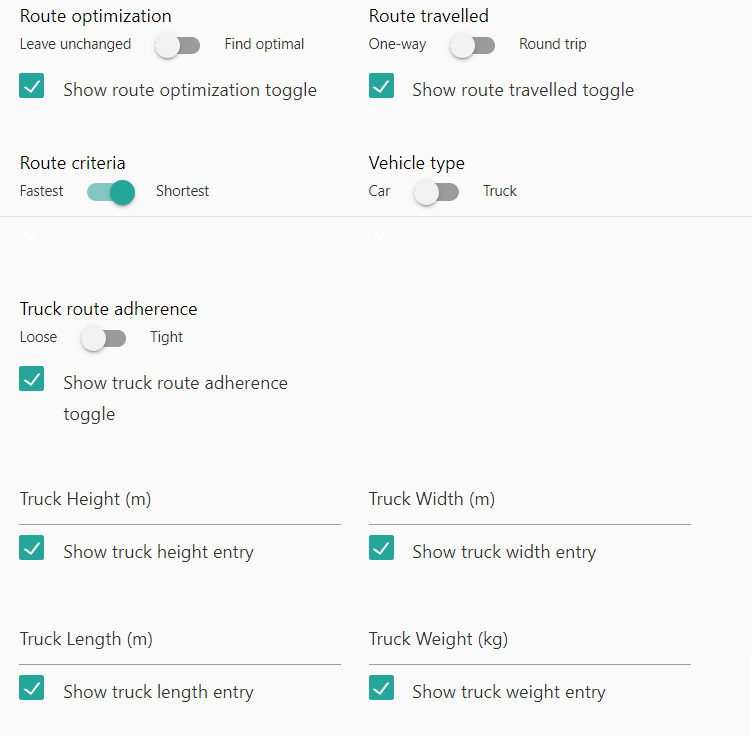 Route optimization
Leave unchanged Find optimal
Show route optimization toggle
Route travelled
One-way Round trip
Show route travelled toggle
Route criteria
Fastest Shortest
Vehicle type
Car Truck
Truck route adherence
Loose Tight
Show truck route adherence
toggle
Truck Height (m)
Show truck height entry
Truck Width (m)
Show truck width entry
Truck Length (m)
Show truck length entry
Truck Weight (kg)
Show truck weight entry